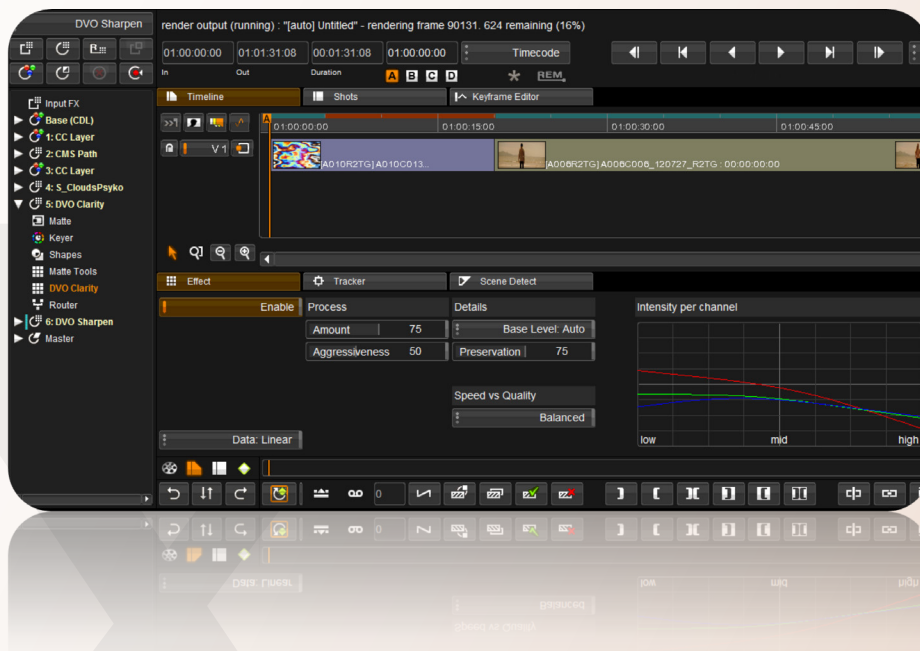 DVO Sharpen
render output (running) : "[auto] Untitled" - rendering frame 90131. 624 remaining (16%)
01:00:00:00 01:01:31:08 00:01:31:08 01:00:00:00 Timecode
In Out Duration A B C D REM
Timeline Shots Keyframe Editor
Input FX
Base (CDL)
1: CC Layer
2: CMS Path
3: CC Layer
4: S_CloudsPsyko
5: DVO Clarity
Matte
Keyer
Shapes
Matte Tools
DVO Clarity
Router
6: DVO Sharpen
Master
A
01:00:00:00 01:00:15:00 01:00:30:00 01:00:45:00
V 1
[A010R2TG] A010C013... [A006R2TG] A006C006_120727_R2TG : 00:00:00:00
Effect Tracker Scene Detect
Enable Process Details Intensity per channel
Amount 75 Base Level: Auto
Aggressiveness 50 Preservation 75
Speed vs Quality
Balanced
Data: Linear
low mid high
0